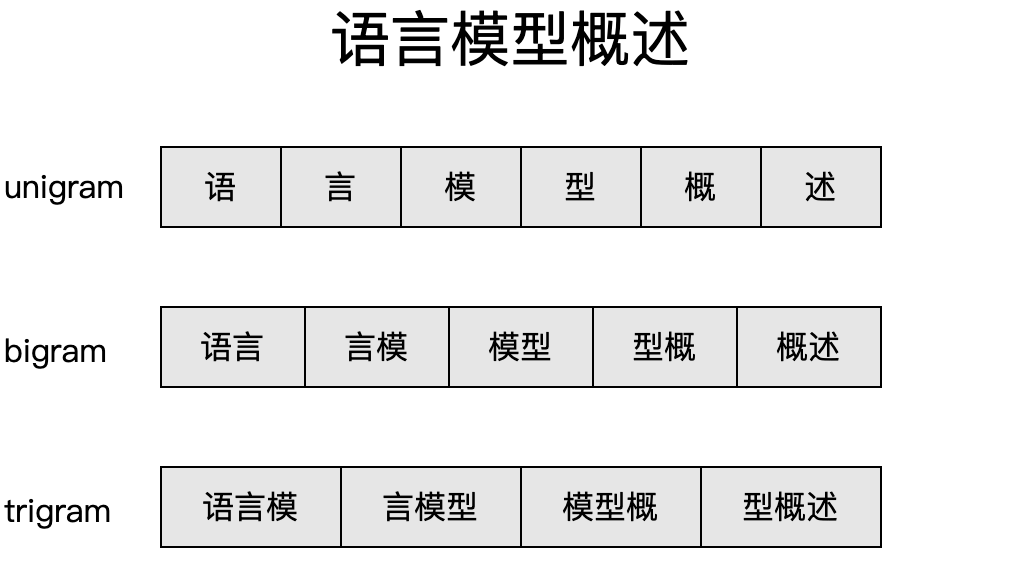 语言模型概述
unigram 语 言 模 型 概 述
bigram 语言 言模 模型 型概 概述
trigram 语言模 言模型 模型概 型概述